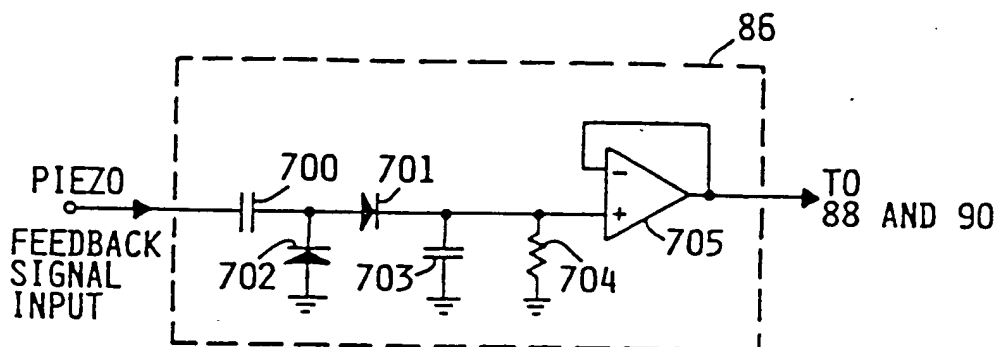 86
PIEZO
FEEDBACK
SIGNAL
INPUT
700
701
702
703
704
-
+
705
TO
88 AND 90